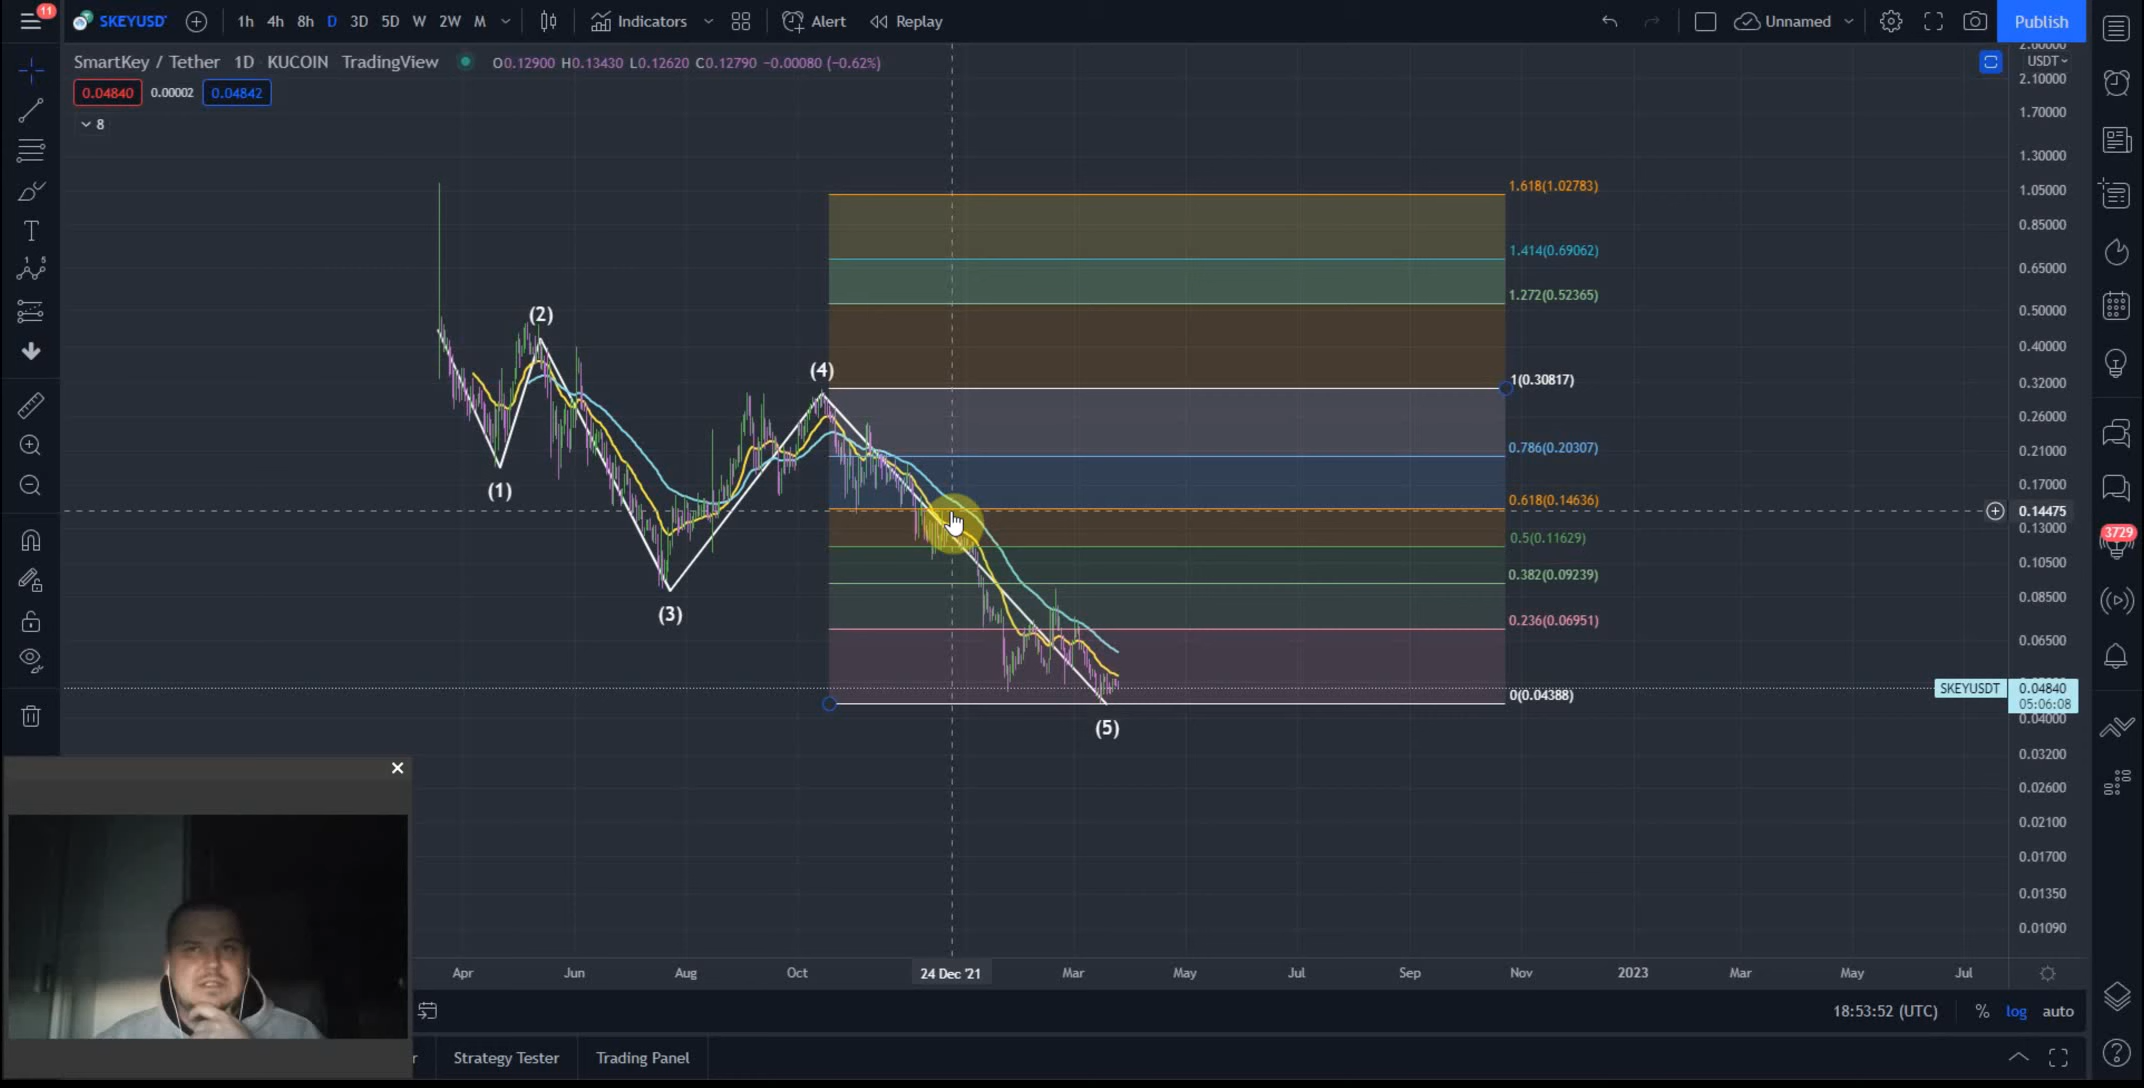 11
SKEYUSDT
1h 4h 8h D 3D 5D W 2W M
Indicators
Alert
Replay
Unnamed
Publish
SmartKey / Tether 1D KUCOIN TradingView
O0.12900 H0.13430 L0.12620 C0.12790 −0.00080 (−0.62%)
0.04840 0.00002 0.04842
8
USDT
2.60000
2.10000
1.70000
1.30000
1.05000
0.85000
0.65000
0.50000
0.40000
0.32000
0.26000
0.21000
0.17000
0.14475
0.13000
0.10500
0.08500
0.06500
SKEYUSDT 0.04840
05:06:08
0.04000
0.03200
0.02600
0.02100
0.01700
0.01350
0.01090
1.618(1.02783)
1.414(0.69062)
1.272(0.52365)
1(0.30817)
0.786(0.20307)
0.618(0.14636)
0.5(0.11629)
0.382(0.09239)
0.236(0.06951)
0(0.04388)
(2)
(4)
(1)
(3)
(5)
3729
Apr Jun Aug Oct 24 Dec '21 Mar May Jul Sep Nov 2023 Mar May Jul
18:53:52 (UTC) % log auto
r Strategy Tester Trading Panel